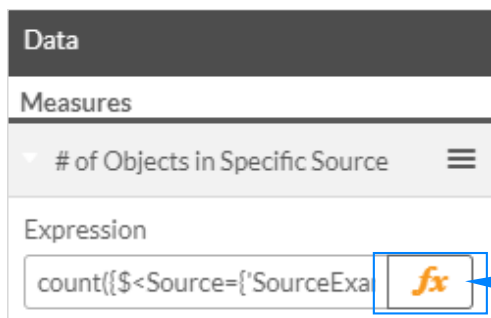 Data
Measures
# of Objects in Specific Source
Expression
count({$<Source={'SourceExa
fx